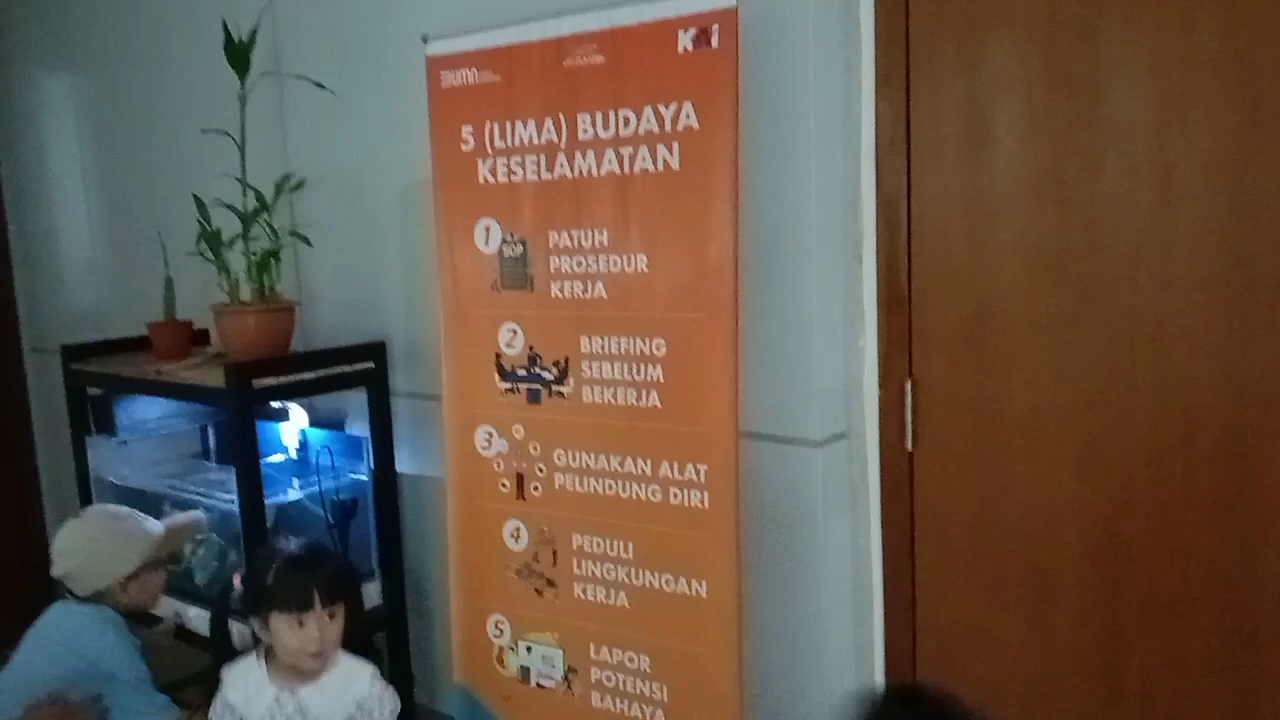 BUMN
KAI
5 (LIMA) BUDAYA
KESELAMATAN
1
SOP
PATUH
PROSEDUR
KERJA
2
BRIEFING
SEBELUM
BEKERJA
3
GUNAKAN ALAT
PELINDUNG DIRI
4
PEDULI
LINGKUNGAN
KERJA
5
LAPOR
POTENSI
BAHAYA